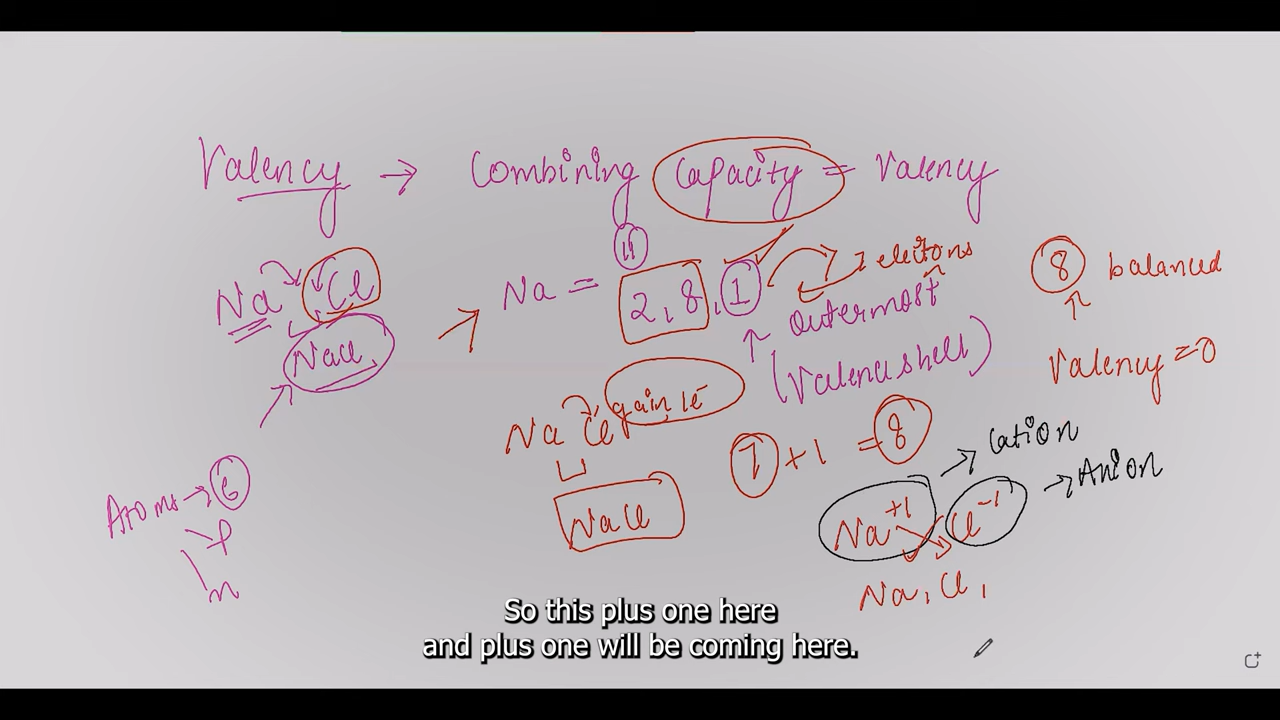 Valency → Combining Capacity = Valency
11
Na Cl
NaCl
→ Na = 2, 8, 1
electrons
outermost
(Valence shell)
8 balanced
Valency = 0
Na Cl gain 1e⁻
NaCl
7 + 1 = 8
→ Cation
→ Anion
Na⁺¹ Cl⁻¹
Na₁ Cl₁
Atoms → e
p
n
So this plus one here
and plus one will be coming here.